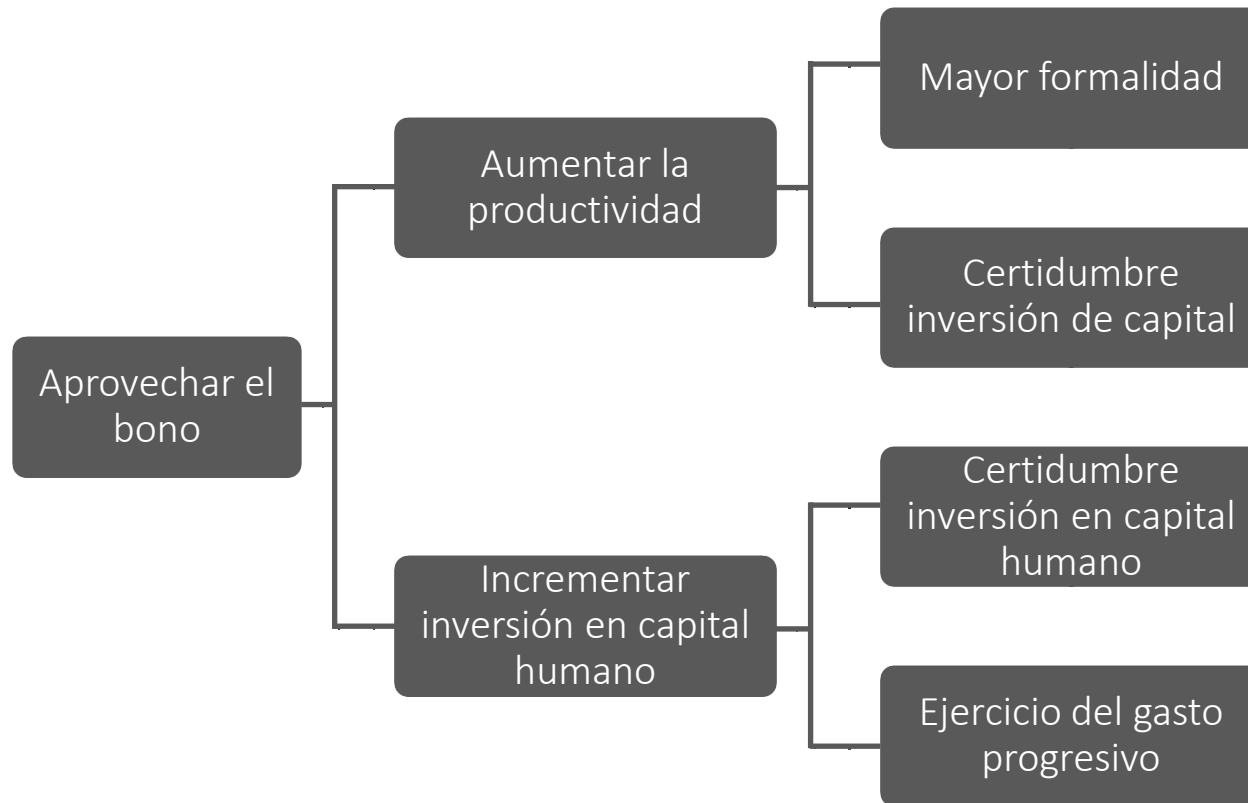 Mayor formalidad
Aumentar la
productividad
Certidumbre
inversión de capital
Aprovechar el
bono
Certidumbre
inversión en capital
humano
Incrementar
inversión en capital
humano
Ejercicio del gasto
progresivo